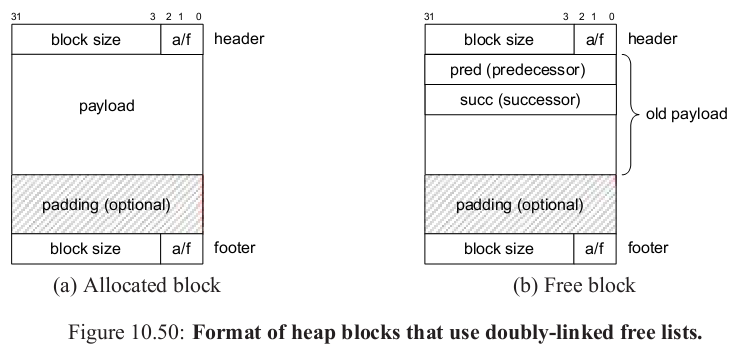 31 3 2 1 0
block size a/f header
payload
padding (optional)
block size a/f footer
(a) Allocated block
31 3 2 1 0
block size a/f header
pred (predecessor)
succ (successor)
old payload
padding (optional)
block size a/f footer
(b) Free block
Figure 10.50: Format of heap blocks that use doubly-linked free lists.